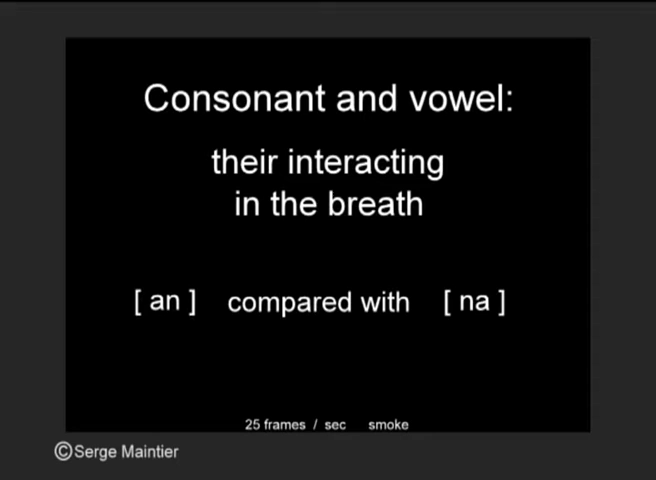 Consonant and vowel:
their interacting
in the breath
[ an ] compared with [ na ]
25 frames / sec smoke
©Serge Maintier